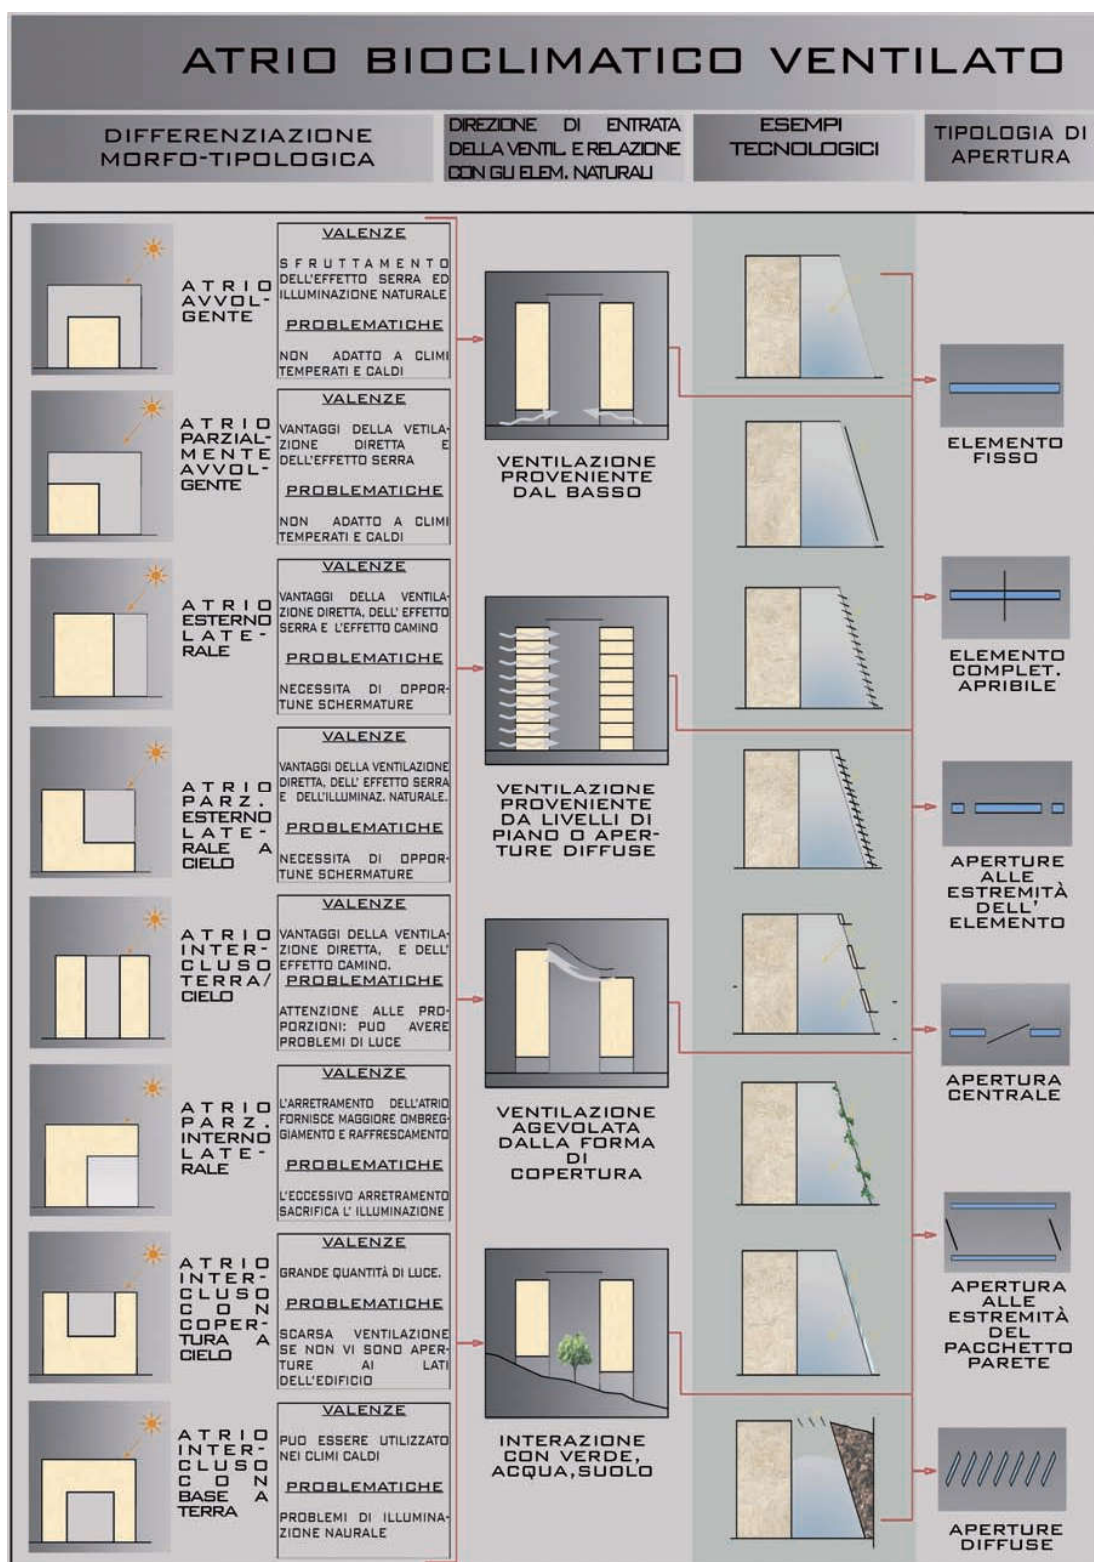 ATRIO BIOCLIMATICO VENTILATO
DIFFERENZIAZIONE
MORFO-TIPOLOGICA
DIREZIONE DI ENTRATA
DELLA VENTIL. E RELAZIONE
CON GLI ELEM. NATURALI
ESEMPI
TECNOLOGICI
TIPOLOGIA DI
APERTURA
ATRIO
AVVOL-
GENTE
VALENZE
SFRUTTAMENTO
DELL'EFFETTO SERRA ED
ILLUMINAZIONE NATURALE
PROBLEMATICHE
NON ADATTO A CLIMI
TEMPERATI E CALDI
ATRIO
PARZIAL-
MENTE
AVVOL-
GENTE
VALENZE
VANTAGGI DELLA VETILA-
ZIONE DIRETTA E
DELL'EFFETTO SERRA
PROBLEMATICHE
NON ADATTO A CLIMI
TEMPERATI E CALDI
ATRIO
ESTERNO
LATE-
RALE
VALENZE
VANTAGGI DELLA VENTILA-
ZIONE DIRETTA, DELL' EFFETTO
SERRA E L'EFFETTO CAMINO
PROBLEMATICHE
NECESSITA DI OPPOR-
TUNE SCHERMATURE
ATRIO
PARZ.
ESTERNO
LATE-
RALE A
CIELO
VALENZE
VANTAGGI DELLA VENTILAZIONE
DIRETTA, DELL' EFFETTO SERRA
E DELL'ILLUMINAZ. NATURALE.
PROBLEMATICHE
NECESSITA DI OPPOR-
TUNE SCHERMATURE
ATRIO
INTER-
CLUSO
TERRA/
CIELO
VALENZE
VANTAGGI DELLA VENTILA-
ZIONE DIRETTA, E DELL'
EFFETTO CAMINO.
PROBLEMATICHE
ATTENZIONE ALLE PRO-
PORZIONI: PUO AVERE
PROBLEMI DI LUCE
ATRIO
PARZ.
INTERNO
LATE-
RALE
VALENZE
L'ARRETRAMENTO DELL'ATRIO
FORNISCE MAGGIORE OMBREG-
GIAMENTO E RAFFRESCAMENTO
PROBLEMATICHE
L'ECCESSIVO ARRETRAMENTO
SACRIFICA L' ILLUMINAZIONE
ATRIO
INTER-
CLUSO
CON
COPER-
TURA A
CIELO
VALENZE
GRANDE QUANTITÀ DI LUCE.
PROBLEMATICHE
SCARSA VENTILAZIONE
SE NON VI SONO APER-
TURE AI LATI
DELL'EDIFICIO
ATRIO
INTER-
CLUSO
CON
BASE A
TERRA
VALENZE
PUO ESSERE UTILIZZATO
NEI CLIMI CALDI
PROBLEMATICHE
PROBLEMI DI ILLUMINA-
ZIONE NAURALE
VENTILAZIONE
PROVENIENTE
DAL BASSO
VENTILAZIONE
PROVENIENTE
DA LIVELLI DI
PIANO O APER-
TURE DIFFUSE
VENTILAZIONE
AGEVOLATA
DALLA FORMA
DI
COPERTURA
INTERAZIONE
CON VERDE,
ACQUA,SUOLO
ELEMENTO
FISSO
ELEMENTO
COMPLET.
APRIBILE
APERTURE
ALLE
ESTREMITÀ
DELL'
ELEMENTO
APERTURA
CENTRALE
APERTURA
ALLE
ESTREMITÀ
DEL
PACCHETTO
PARETE
APERTURE
DIFFUSE